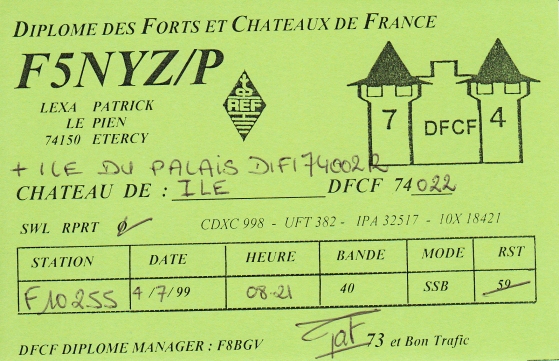 DIPLOME DES FORTS ET CHATEAUX DE FRANCE
F5NYZ/P
REF
LEXA PATRICK
LE PIEN
74150 ETERCY
7 DFCF 4
+ ILE DU PALAIS DIFI74002R
CHATEAU DE : ILE DFCF 74022
SWL RPRT CDXC 998 - UFT 382 - IPA 32517 - 10X 18421
STATION DATE HEURE BANDE MODE RST
F10255 4/7/99 08-21 40 SSB 59
DFCF DIPLOME MANAGER : F8BGV Pat 73 et Bon Trafic